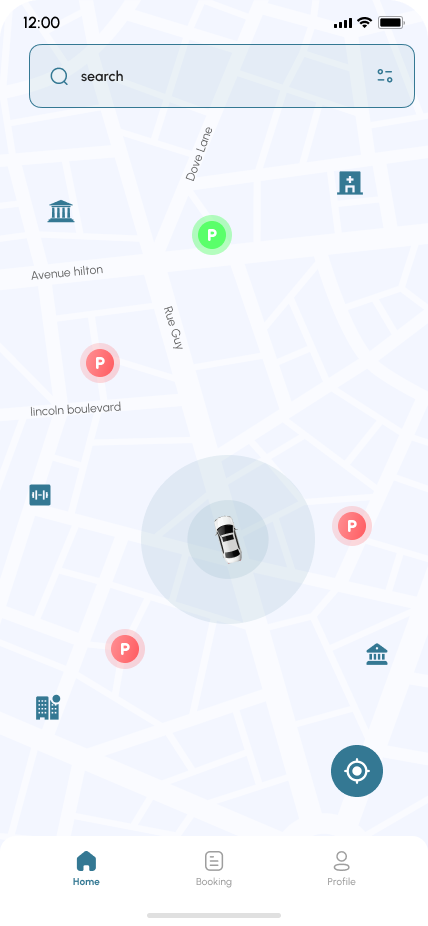 12:00
search
Dove Lane
P
Avenue hilton
Rue Guy
P
lincoln boulevard
P
P
Home
Booking
Profile